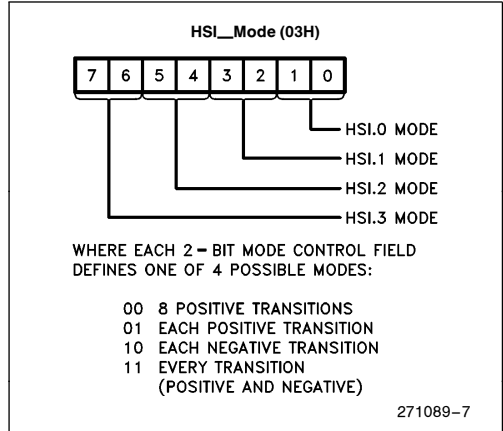 HSI__Mode (03H)
7 6 5 4 3 2 1 0
HSI.0 MODE
HSI.1 MODE
HSI.2 MODE
HSI.3 MODE
WHERE EACH 2 – BIT MODE CONTROL FIELD
DEFINES ONE OF 4 POSSIBLE MODES:
00 8 POSITIVE TRANSITIONS
01 EACH POSITIVE TRANSITION
10 EACH NEGATIVE TRANSITION
11 EVERY TRANSITION
(POSITIVE AND NEGATIVE)
271089–7